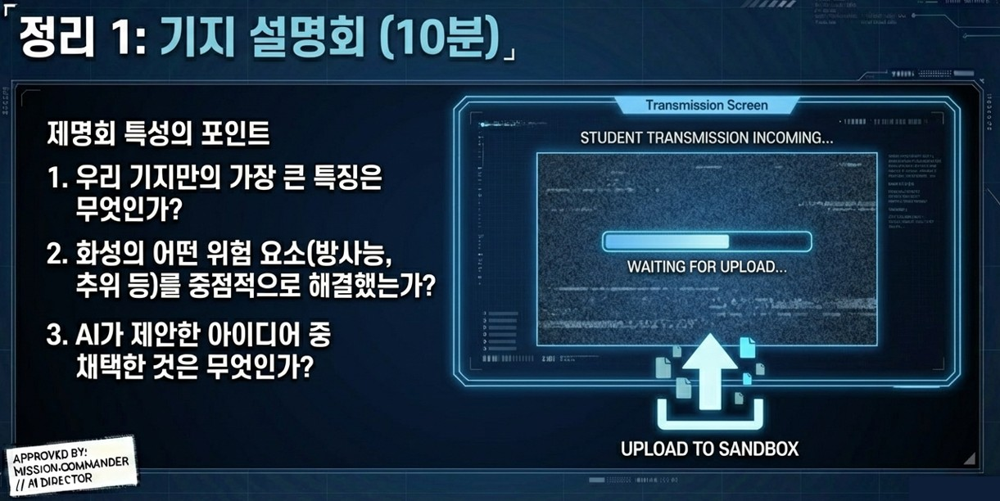 「정리 1: 기지 설명회 (10분)」
제명회 특성의 포인트
1. 우리 기지만의 가장 큰 특징은
무엇인가?
2. 화성의 어떤 위험 요소(방사능,
추위 등)를 중점적으로 해결했는가?
3. AI가 제안한 아이디어 중
채택한 것은 무엇인가?
Transmission Screen
STUDENT TRANSMISSION INCOMING...
WAITING FOR UPLOAD...
UPLOAD TO SANDBOX
APPROVKD BY:
MISSION.COMMANDER
// AI DIRECTOR